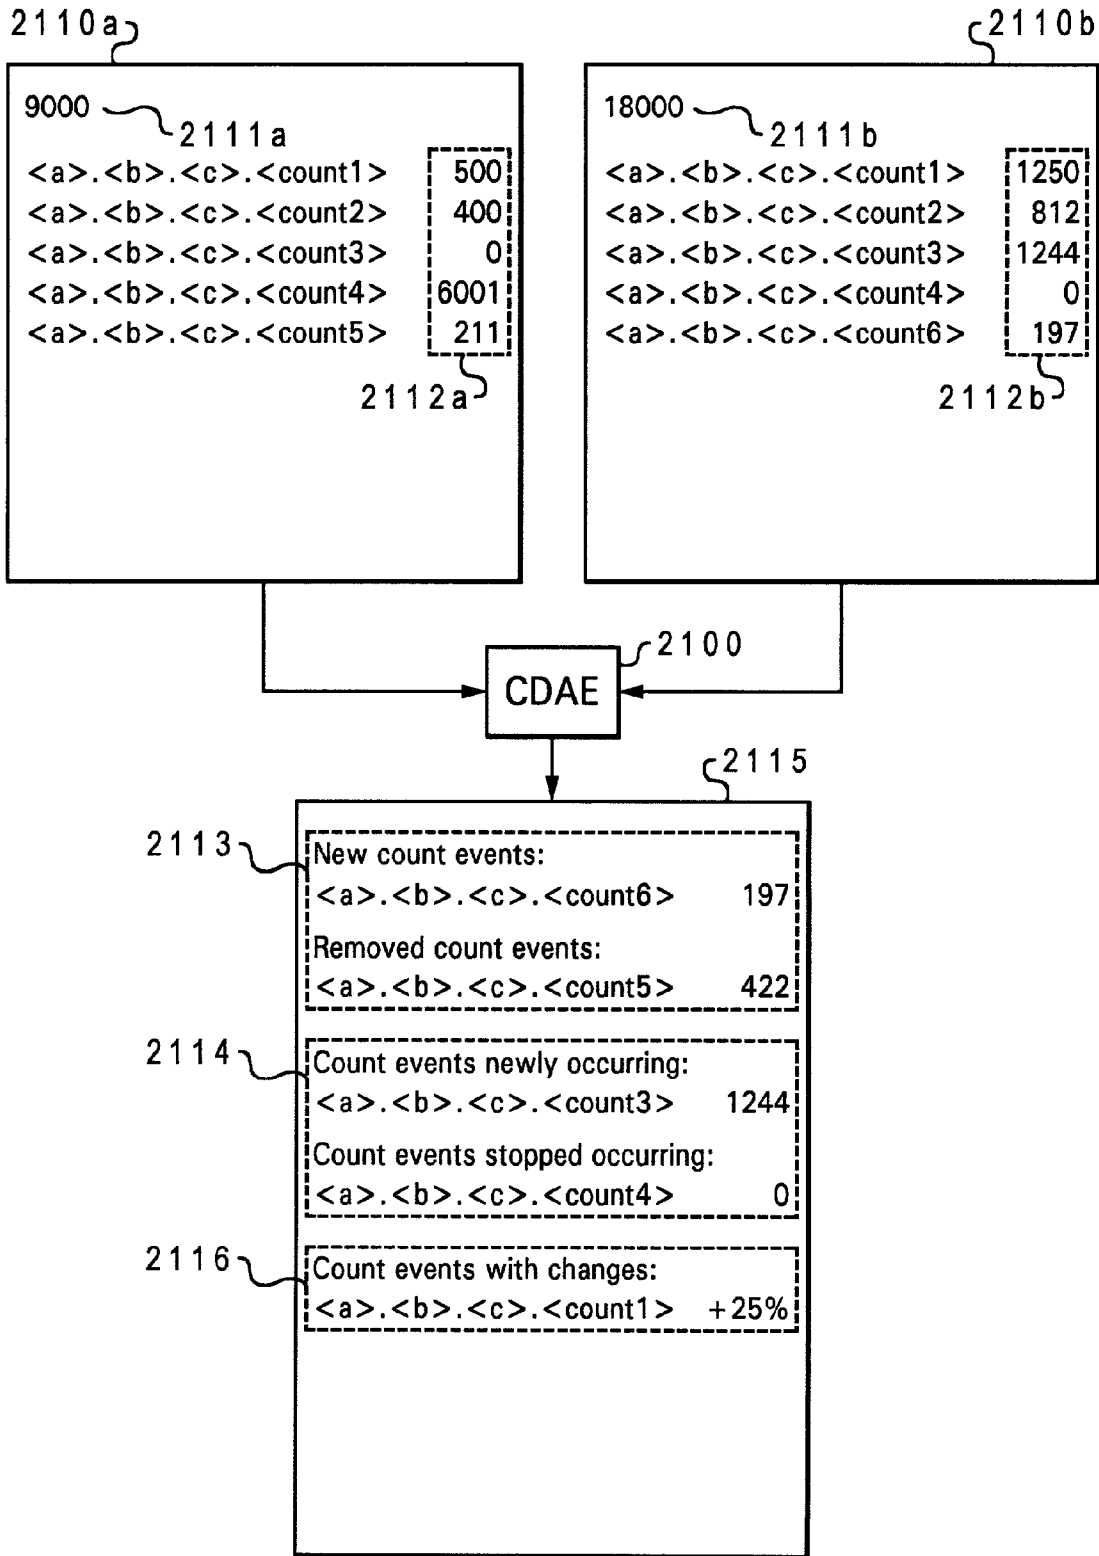 2110a
9000
2111a
<a>.<b>.<c>.<count1> 500
<a>.<b>.<c>.<count2> 400
<a>.<b>.<c>.<count3> 0
<a>.<b>.<c>.<count4> 6001
<a>.<b>.<c>.<count5> 211
2112a
2110b
18000
2111b
<a>.<b>.<c>.<count1> 1250
<a>.<b>.<c>.<count2> 812
<a>.<b>.<c>.<count3> 1244
<a>.<b>.<c>.<count4> 0
<a>.<b>.<c>.<count6> 197
2112b
2100
CDAE
2115
2113
New count events:
<a>.<b>.<c>.<count6> 197
Removed count events:
<a>.<b>.<c>.<count5> 422
2114
Count events newly occurring:
<a>.<b>.<c>.<count3> 1244
Count events stopped occurring:
<a>.<b>.<c>.<count4> 0
2116
Count events with changes:
<a>.<b>.<c>.<count1> +25%